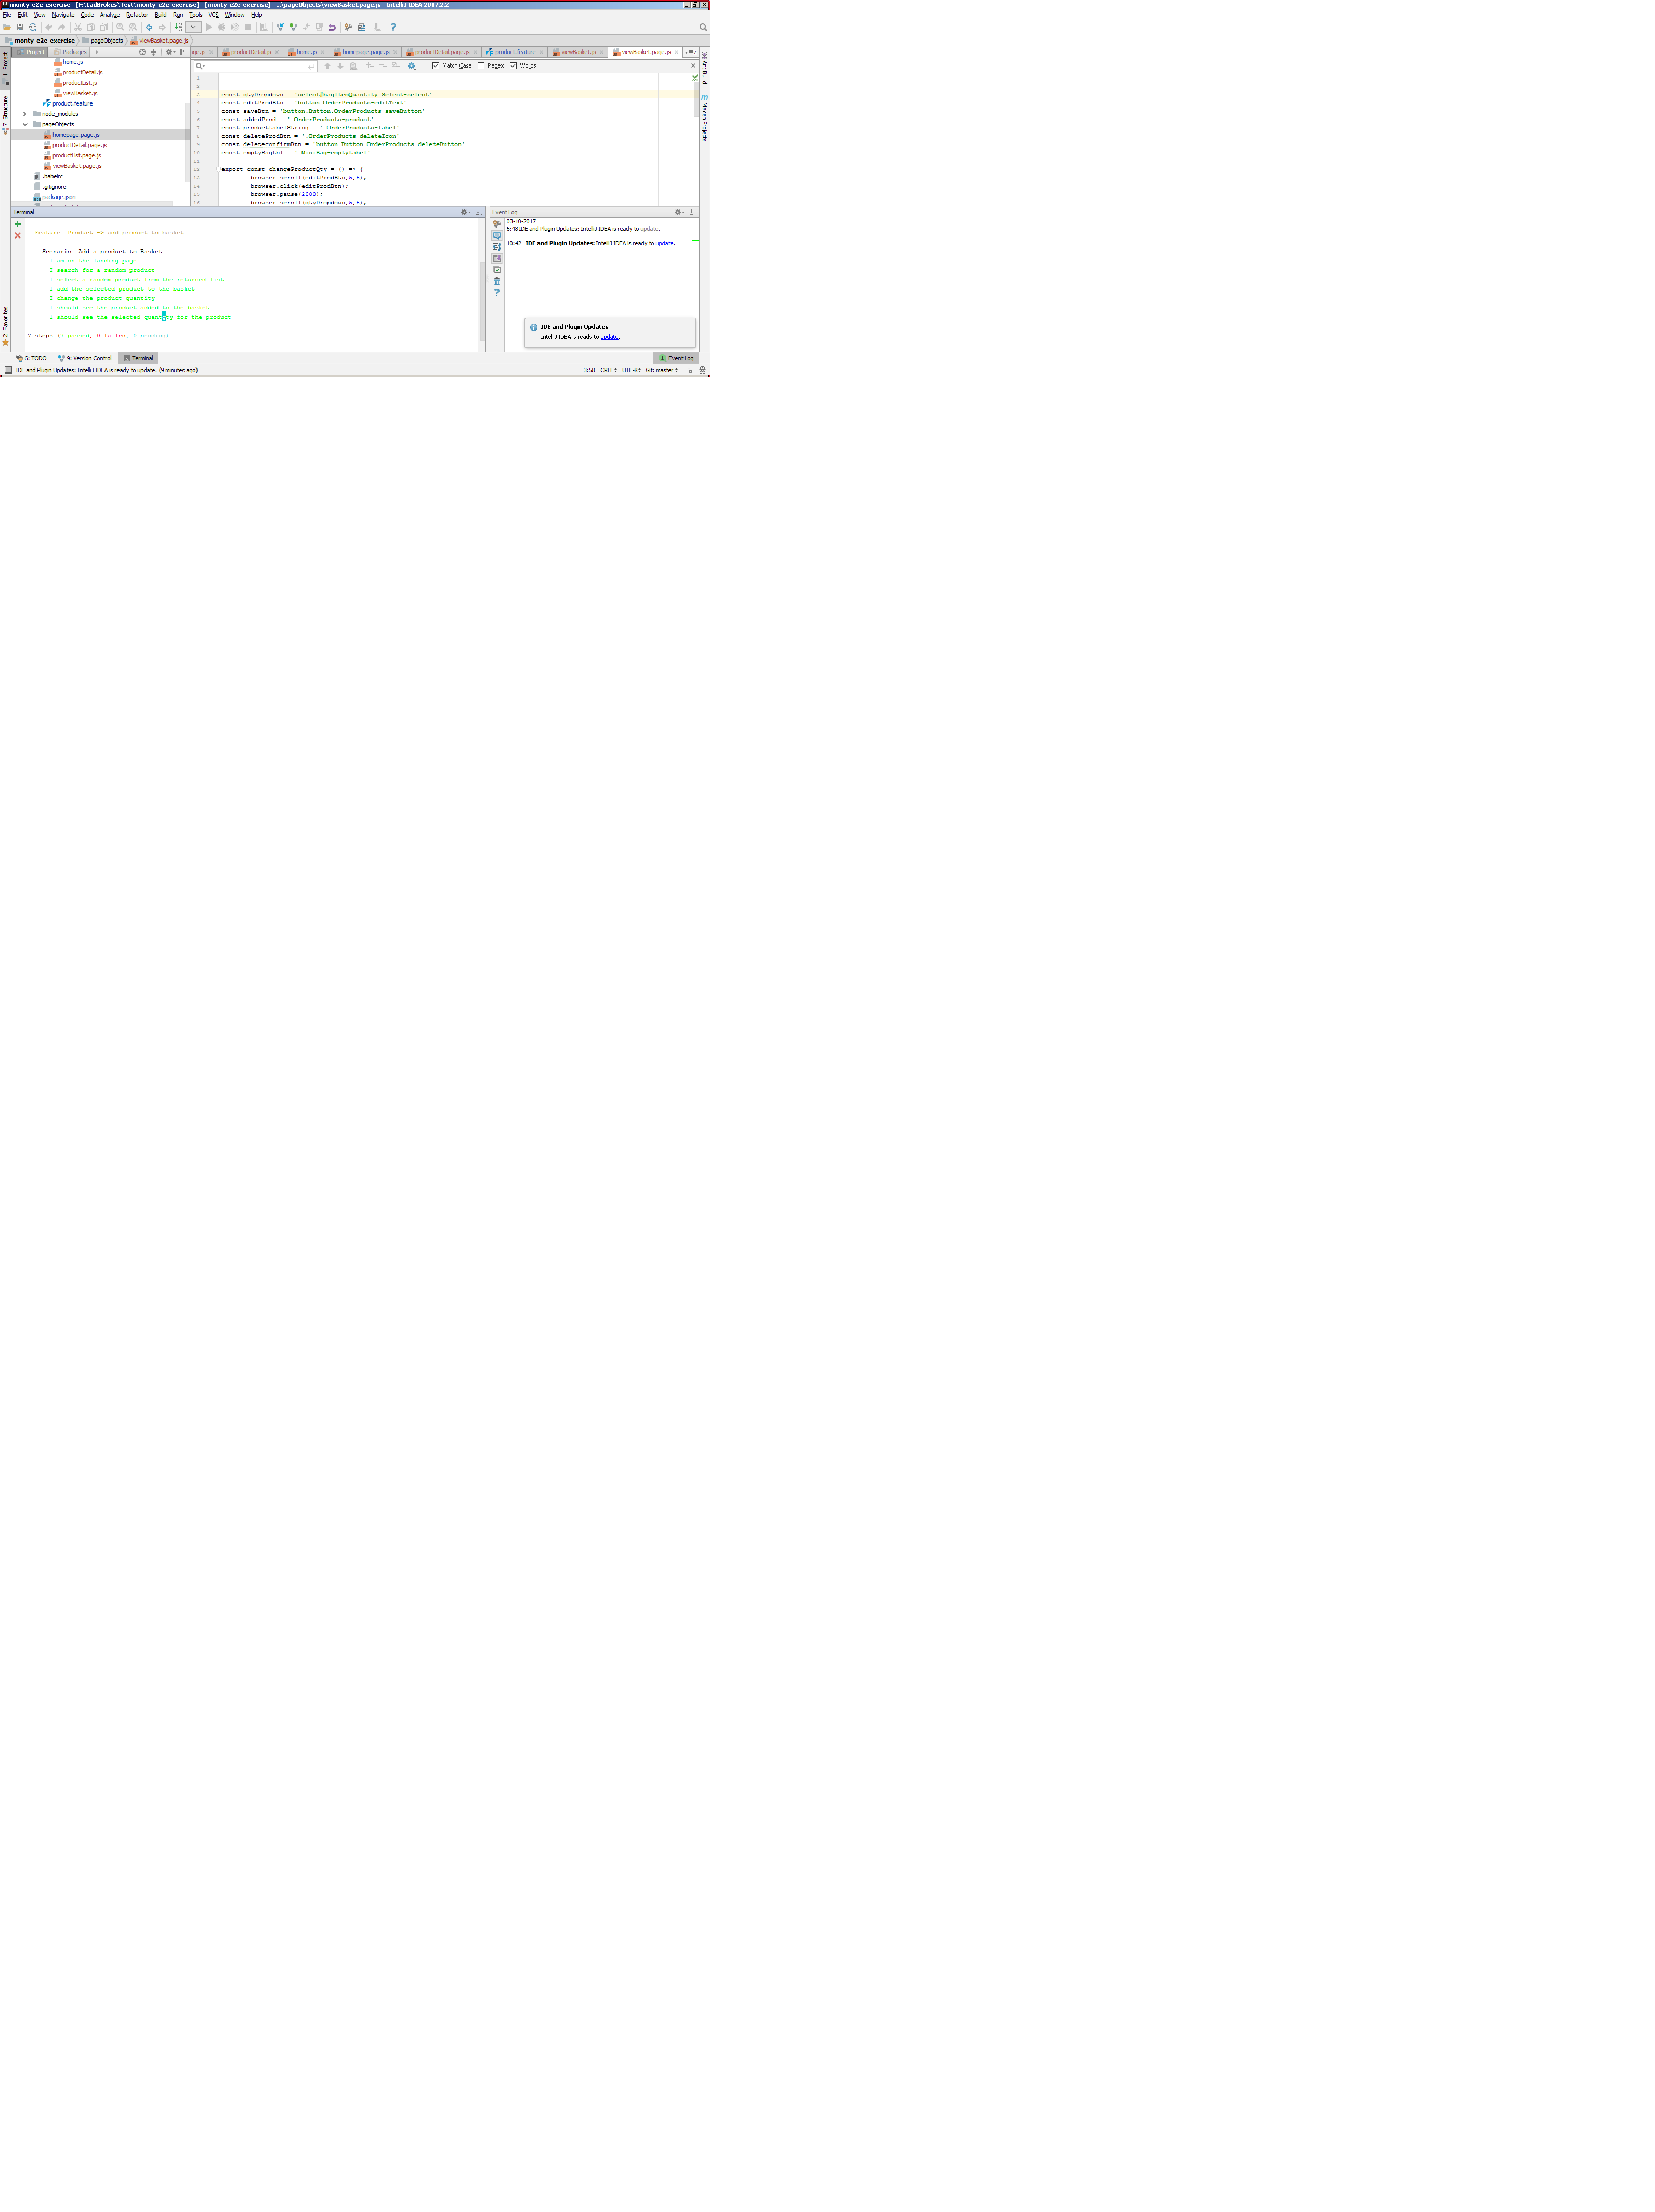 monty-e2e-exercise - [F:\LadBrokes\Test\monty-e2e-exercise] - [monty-e2e-exercise] - ...\pageObjects\viewBasket.page.js - IntelliJ IDEA 2017.2.2
File Edit View Navigate Code Analyze Refactor Build Run Tools VCS Window Help
monty-e2e-exercise pageObjects viewBasket.page.js
Project Packages
age.js productDetail.js home.js homepage.page.js productDetail.page.js product.feature viewBasket.js viewBasket.page.js
Match Case Regex Words
1: Project
Structure
2: Favorites
Ant Build
Maven Projects
home.js
productDetail.js
productList.js
viewBasket.js
product.feature
node_modules
pageObjects
homepage.page.js
productDetail.page.js
productList.page.js
viewBasket.page.js
.babelrc
.gitignore
package.json
1
2
3 const qtyDropdown = 'select#bagItemQuantity.Select-select'
4 const editProdBtn = 'button.OrderProducts-editText'
5 const saveBtn = 'button.Button.OrderProducts-saveButton'
6 const addedProd = '.OrderProducts-product'
7 const productLabelString = '.OrderProducts-label'
8 const deleteProdBtn = '.OrderProducts-deleteIcon'
9 const deleteconfirmBtn = 'button.Button.OrderProducts-deleteButton'
10 const emptyBagLbl = '.MiniBag-emptyLabel'
11
12 export const changeProductQty = () => {
13 browser.scroll(editProdBtn,5,5);
14 browser.click(editProdBtn);
15 browser.pause(2000);
16 browser.scroll(qtyDropdown,5,5);
Terminal
Feature: Product -> add product to basket
Scenario: Add a product to Basket
I am on the landing page
I search for a random product
I select a random product from the returned list
I add the selected product to the basket
I change the product quantity
I should see the product added to the basket
I should see the selected quantity for the product
7 steps (7 passed, 0 failed, 0 pending)
Event Log
03-10-2017
6:48 IDE and Plugin Updates: IntelliJ IDEA is ready to update.
10:42 IDE and Plugin Updates: IntelliJ IDEA is ready to update.
IDE and Plugin Updates
IntelliJ IDEA is ready to update.
6: TODO 9: Version Control Terminal 1 Event Log
IDE and Plugin Updates: IntelliJ IDEA is ready to update. (9 minutes ago) 3:58 CRLF UTF-8 Git: master